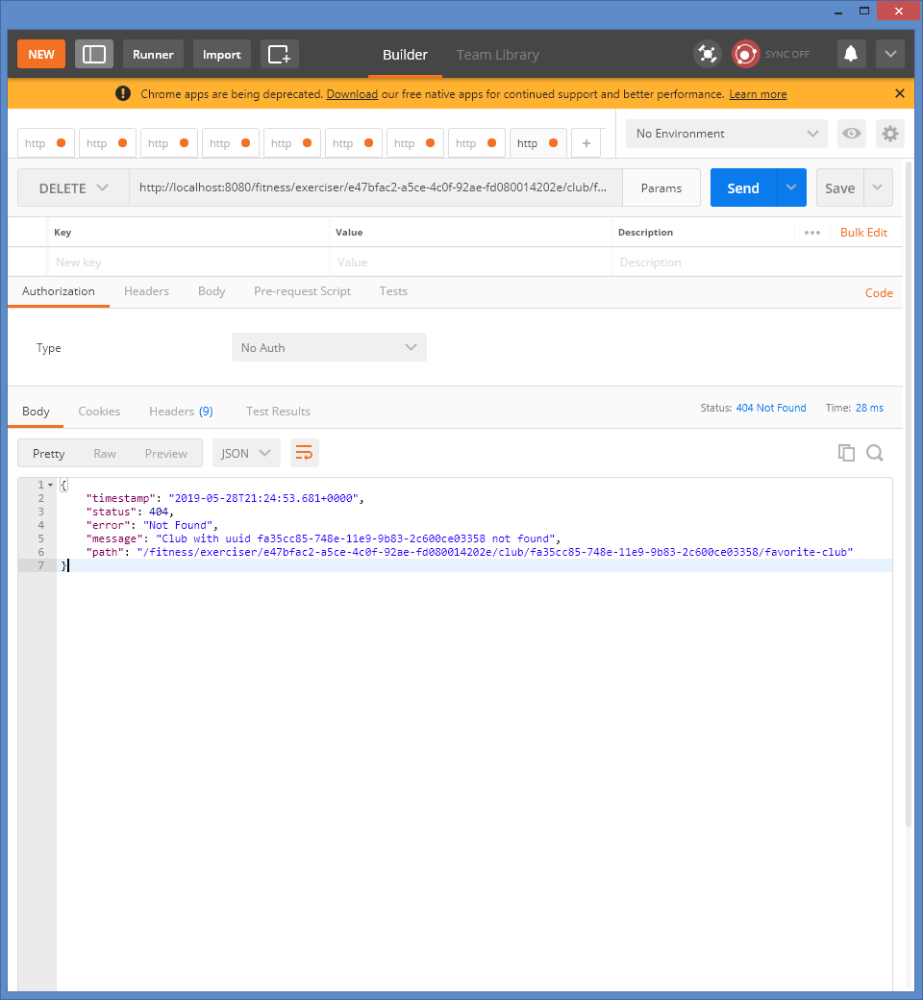 NEW
Runner
Import
Builder
Team Library
SYNC OFF
Chrome apps are being deprecated. Download our free native apps for continued support and better performance. Learn more
http
http
http
http
http
http
http
http
http
No Environment
DELETE
http://localhost:8080/fitness/exerciser/e47bfac2-a5ce-4c0f-92ae-fd080014202e/club/f...
Params
Send
Save
Key
Value
Description
Bulk Edit
New key
Value
Description
Authorization
Headers
Body
Pre-request Script
Tests
Code
Type
No Auth
Body
Cookies
Headers (9)
Test Results
Status: 404 Not Found
Time: 28 ms
Pretty
Raw
Preview
JSON
1 {
2 "timestamp": "2019-05-28T21:24:53.681+0000",
3 "status": 404,
4 "error": "Not Found",
5 "message": "Club with uuid fa35cc85-748e-11e9-9b83-2c600ce03358 not found",
6 "path": "/fitness/exerciser/e47bfac2-a5ce-4c0f-92ae-fd080014202e/club/fa35cc85-748e-11e9-9b83-2c600ce03358/favorite-club"
7 }